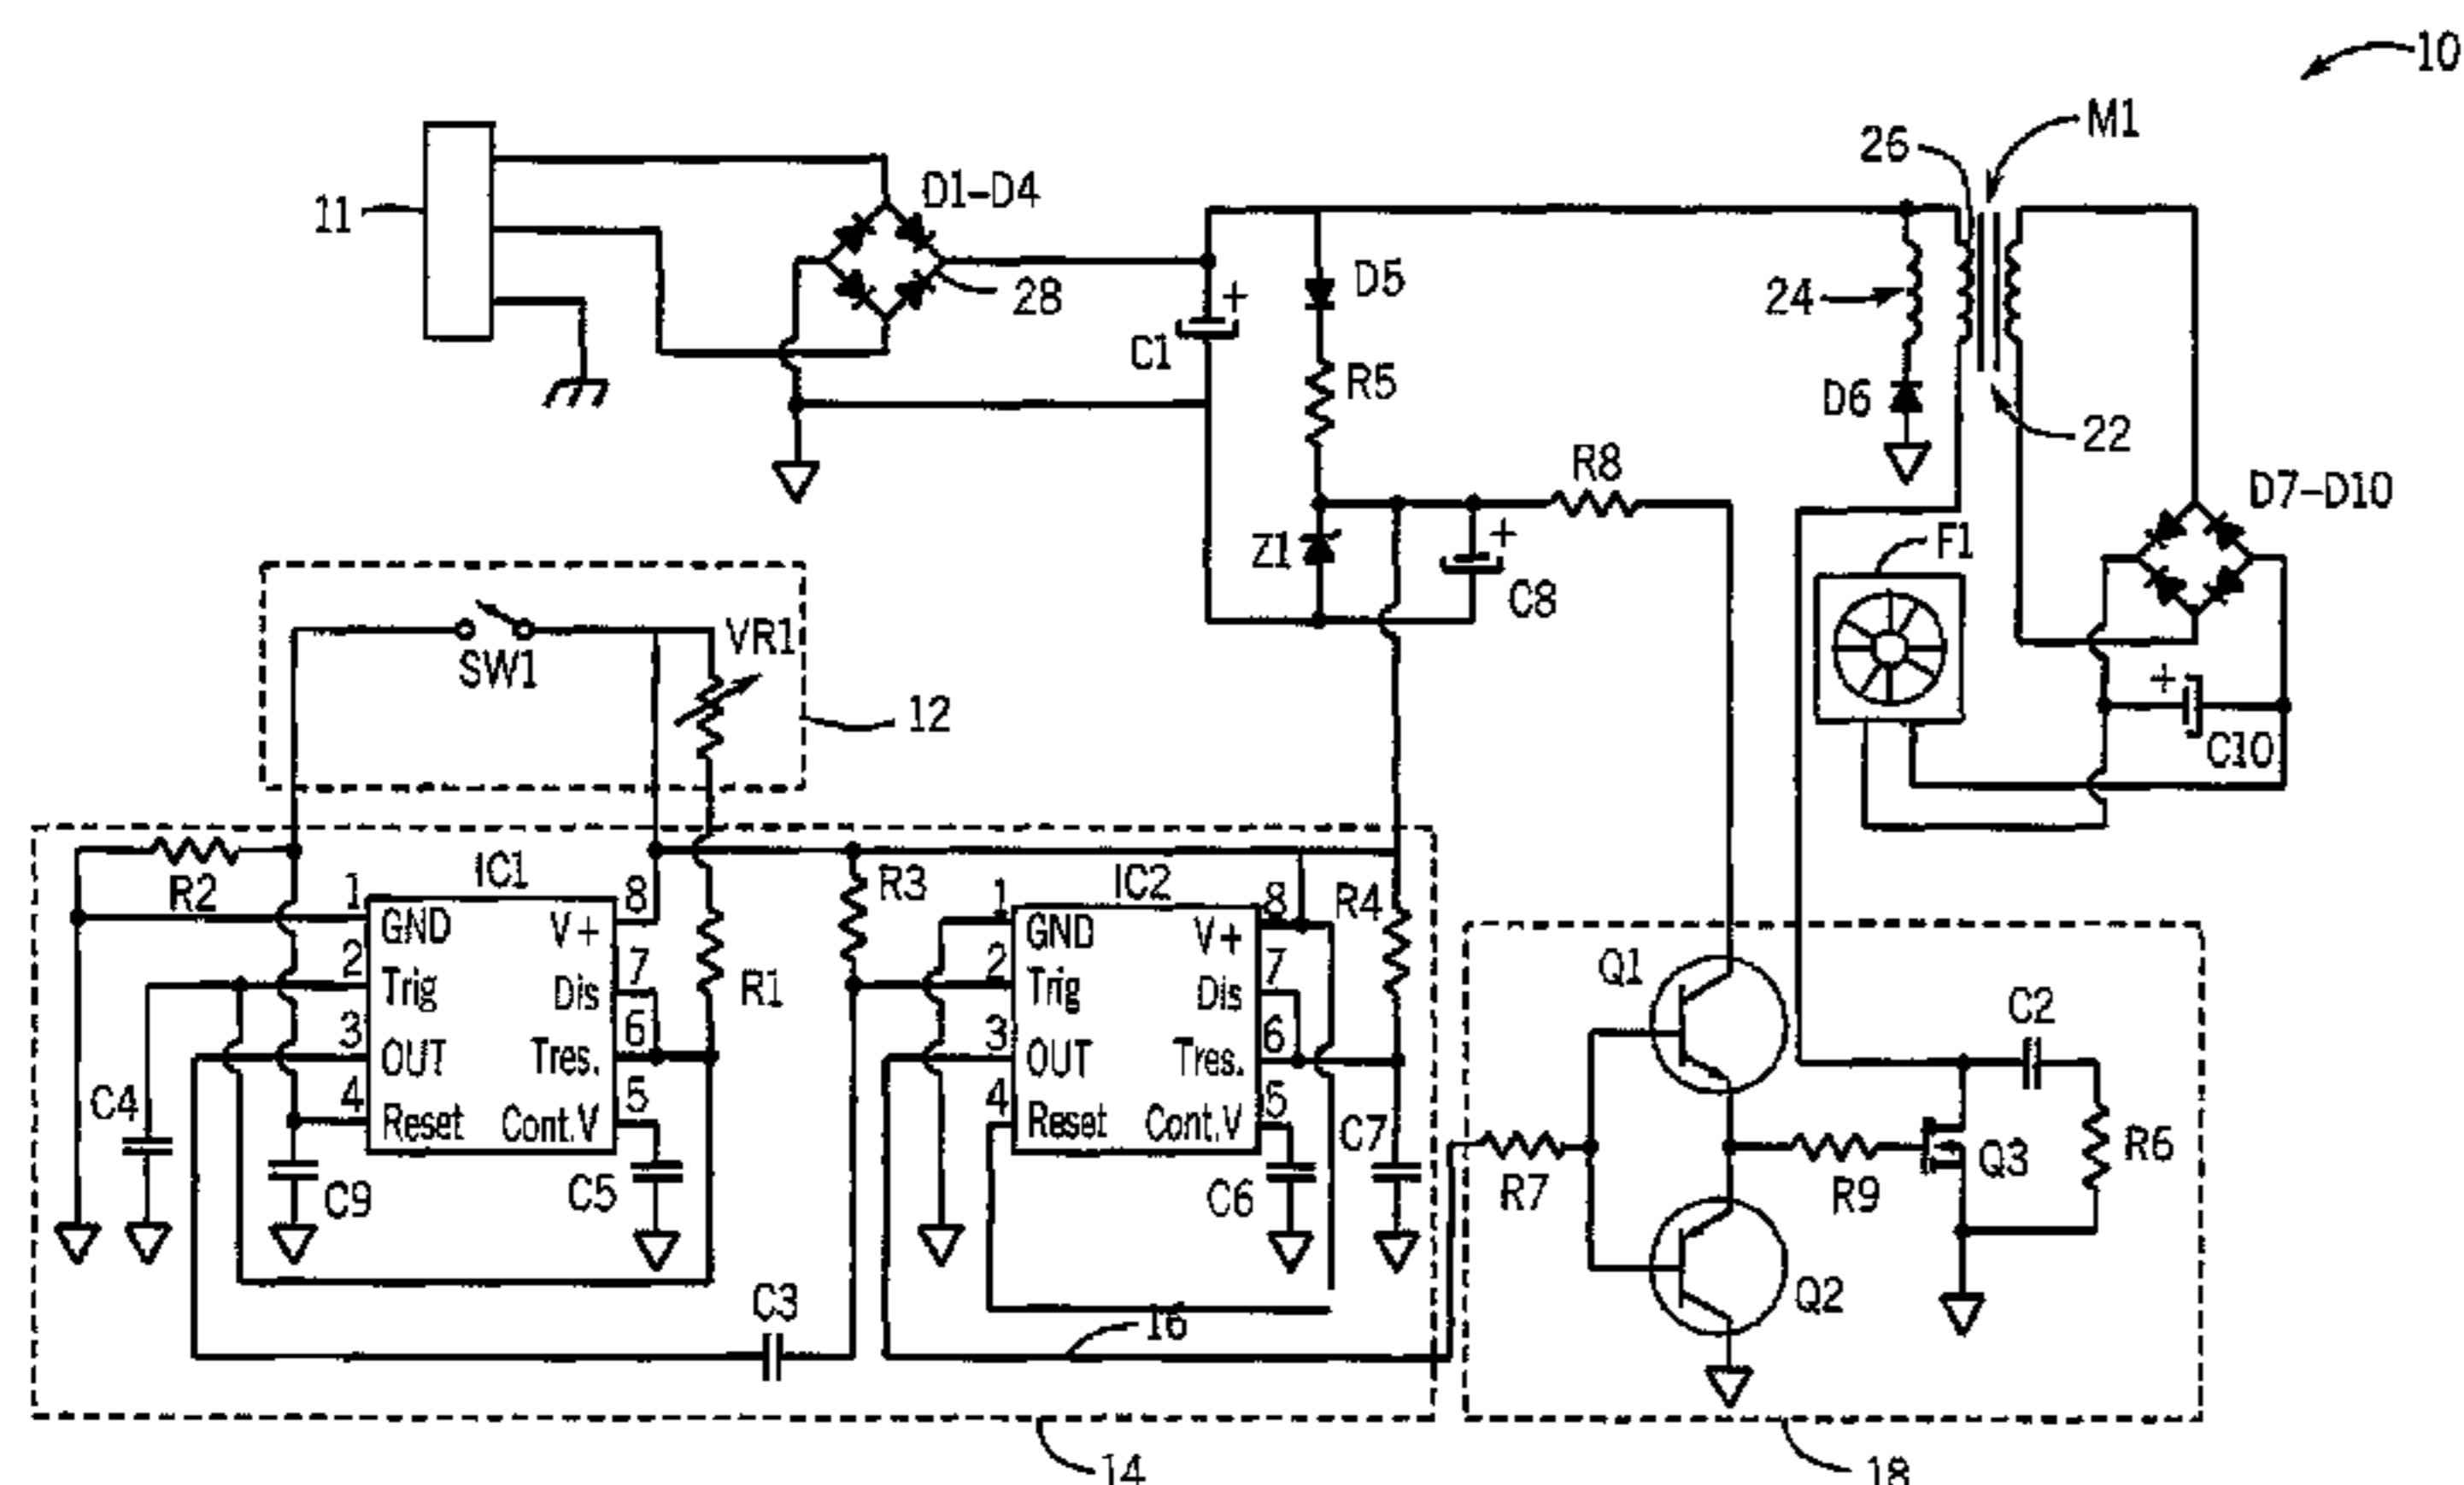 10
M1
26
D1-D4
11
28
D5
24
C1
+
R5
D6
22
R8
D7-D10
Z1
+
C8
F1
SW1
VR1
12
+
C10
R2
IC1
R3
IC2
R4
1 GND
V+ 8
2 Trig
Dis 7
3 OUT
Tres. 6
4 Reset
Cont.V 5
R1
1 GND
V+ 8
2 Trig
Dis 7
3 OUT
Tres. 6
4 Reset
Cont.V 5
Q1
C2
C4
C9
C5
C6
C7
R7
R9
Q3
R6
Q2
C3
16
14
18